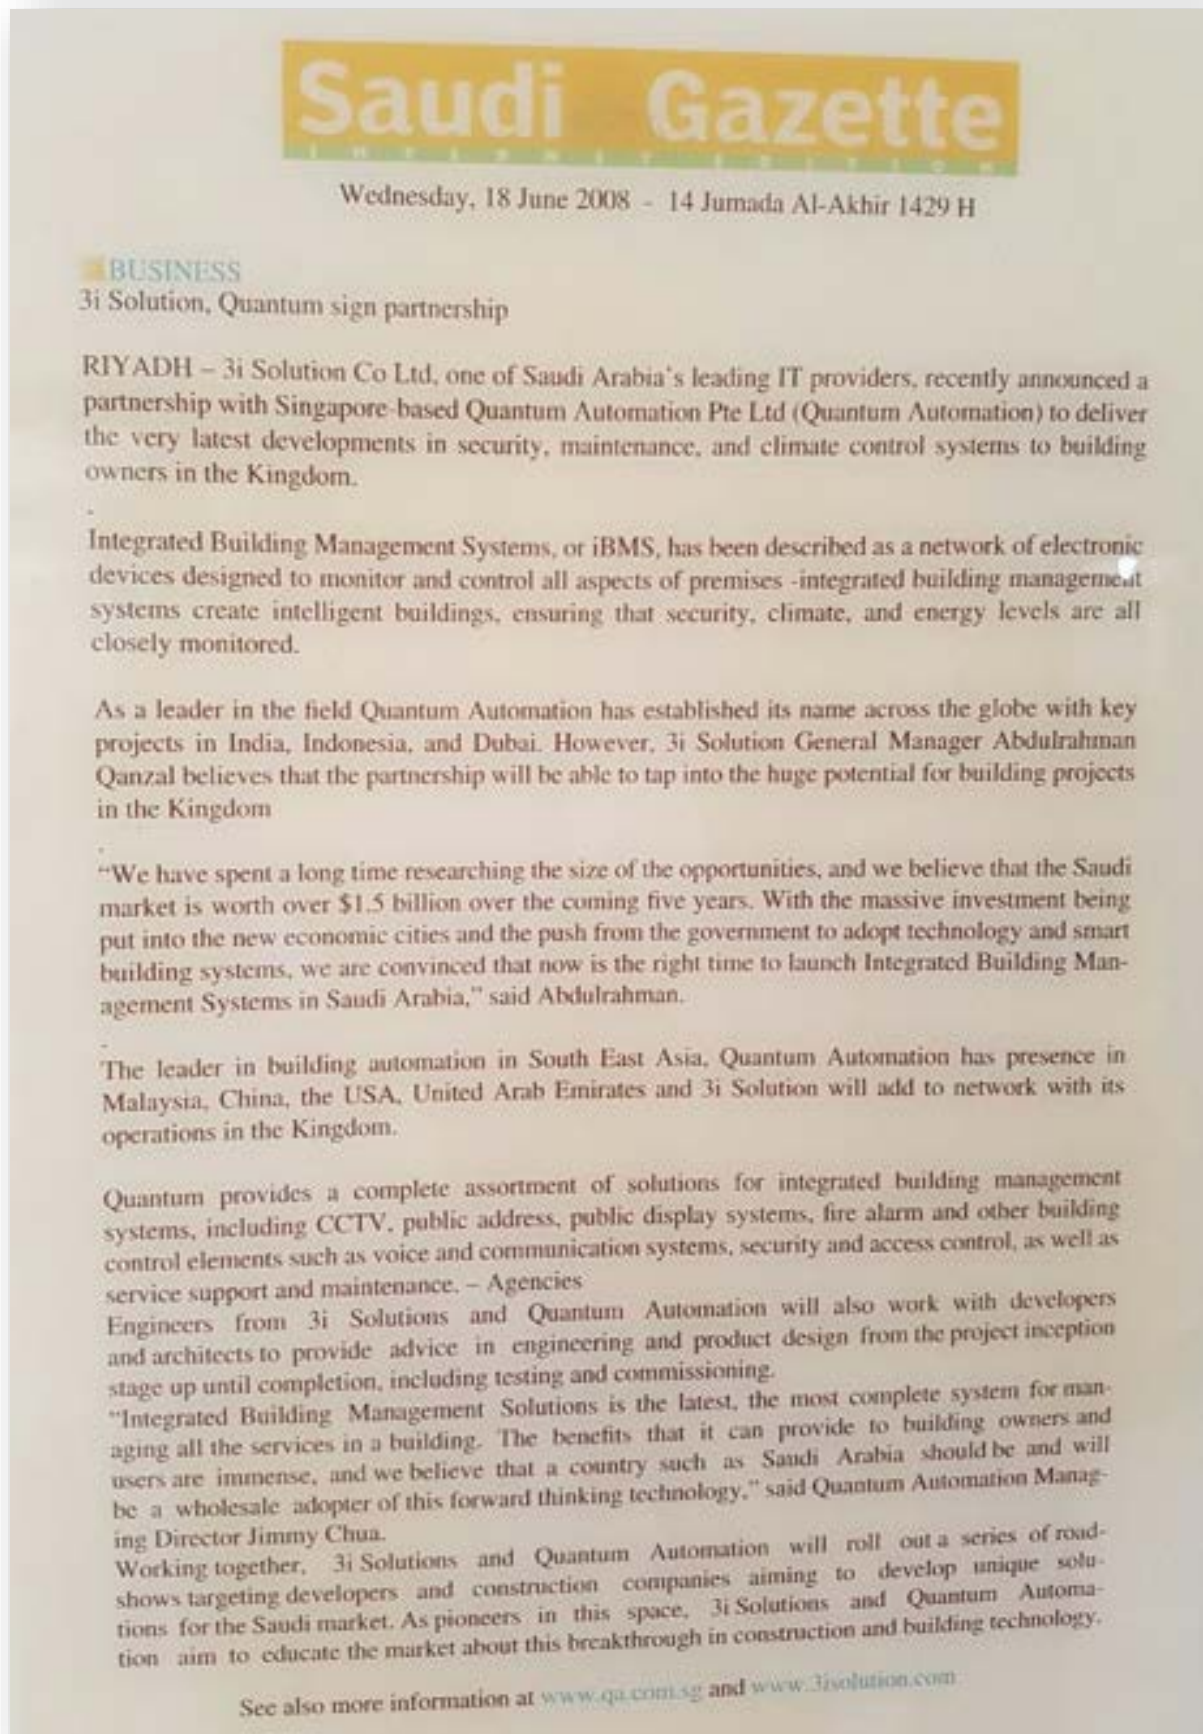 Saudi Gazette
INTERNET EDITION
Wednesday, 18 June 2008 - 14 Jumada Al-Akhir 1429 H
BUSINESS
3i Solution, Quantum sign partnership
RIYADH – 3i Solution Co Ltd, one of Saudi Arabia's leading IT providers, recently announced a
partnership with Singapore-based Quantum Automation Pte Ltd (Quantum Automation) to deliver
the very latest developments in security, maintenance, and climate control systems to building
owners in the Kingdom.
.
Integrated Building Management Systems, or iBMS, has been described as a network of electronic
devices designed to monitor and control all aspects of premises -integrated building management
systems create intelligent buildings, ensuring that security, climate, and energy levels are all
closely monitored.
As a leader in the field Quantum Automation has established its name across the globe with key
projects in India, Indonesia, and Dubai. However, 3i Solution General Manager Abdulrahman
Qanzal believes that the partnership will be able to tap into the huge potential for building projects
in the Kingdom
.
“We have spent a long time researching the size of the opportunities, and we believe that the Saudi
market is worth over $1.5 billion over the coming five years. With the massive investment being
put into the new economic cities and the push from the government to adopt technology and smart
building systems, we are convinced that now is the right time to launch Integrated Building Man-
agement Systems in Saudi Arabia,” said Abdulrahman.
.
The leader in building automation in South East Asia, Quantum Automation has presence in
Malaysia, China, the USA, United Arab Emirates and 3i Solution will add to network with its
operations in the Kingdom.
Quantum provides a complete assortment of solutions for integrated building management
systems, including CCTV, public address, public display systems, fire alarm and other building
control elements such as voice and communication systems, security and access control, as well as
service support and maintenance. – Agencies
Engineers from 3i Solutions and Quantum Automation will also work with developers
and architects to provide advice in engineering and product design from the project inception
stage up until completion, including testing and commissioning.
“Integrated Building Management Solutions is the latest, the most complete system for man-
aging all the services in a building. The benefits that it can provide to building owners and
users are immense, and we believe that a country such as Saudi Arabia should be and will
be a wholesale adopter of this forward thinking technology,” said Quantum Automation Manag-
ing Director Jimmy Chua.
Working together, 3i Solutions and Quantum Automation will roll out a series of road-
shows targeting developers and construction companies aiming to develop unique solu-
tions for the Saudi market. As pioneers in this space, 3i Solutions and Quantum Automa-
tion aim to educate the market about this breakthrough in construction and building technology.
See also more information at www.qa.com.sg and www.3isolution.com